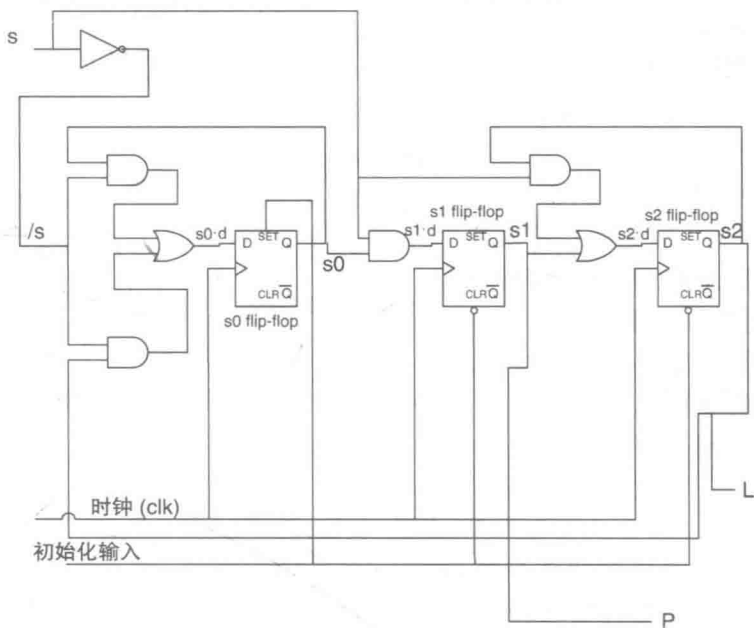 s
/s
s0·d
D SET Q
CLR Q
s0 flip-flop
s0
s1·d
s1 flip-flop
D SET Q
CLR Q
s1
s2·d
s2 flip-flop
D SET Q
CLR Q
s2
L
时钟 (clk)
初始化输入
P